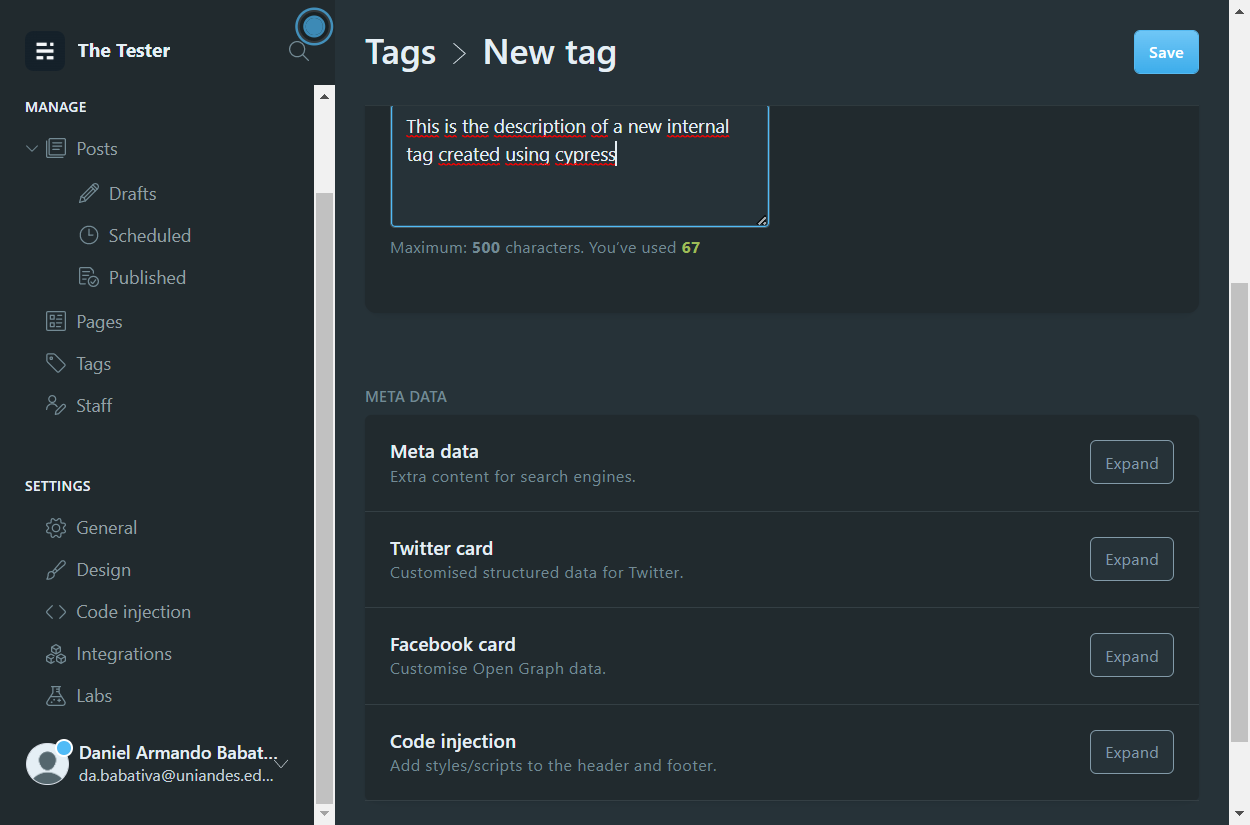 The Tester
MANAGE
Posts
Drafts
Scheduled
Published
Pages
Tags
Staff
SETTINGS
General
Design
Code injection
Integrations
Labs
Daniel Armando Babat...
da.babativa@uniandes.ed...
Tags > New tag
Save
This is the description of a new internal
tag created using cypress
Maximum: 500 characters. You’ve used 67
META DATA
Meta data
Extra content for search engines.
Expand
Twitter card
Customised structured data for Twitter.
Expand
Facebook card
Customise Open Graph data.
Expand
Code injection
Add styles/scripts to the header and footer.
Expand